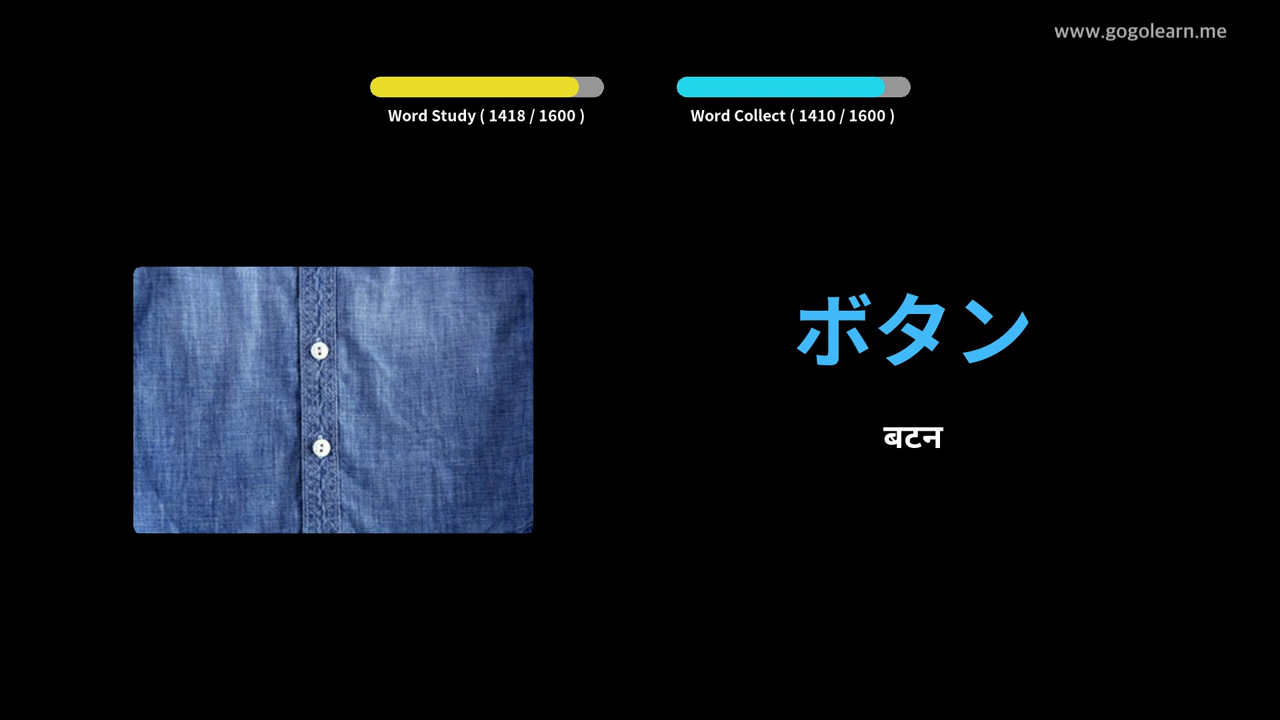 www.gogolearn.me
Word Study ( 1418 / 1600 )
Word Collect ( 1410 / 1600 )
ボタン
बटन